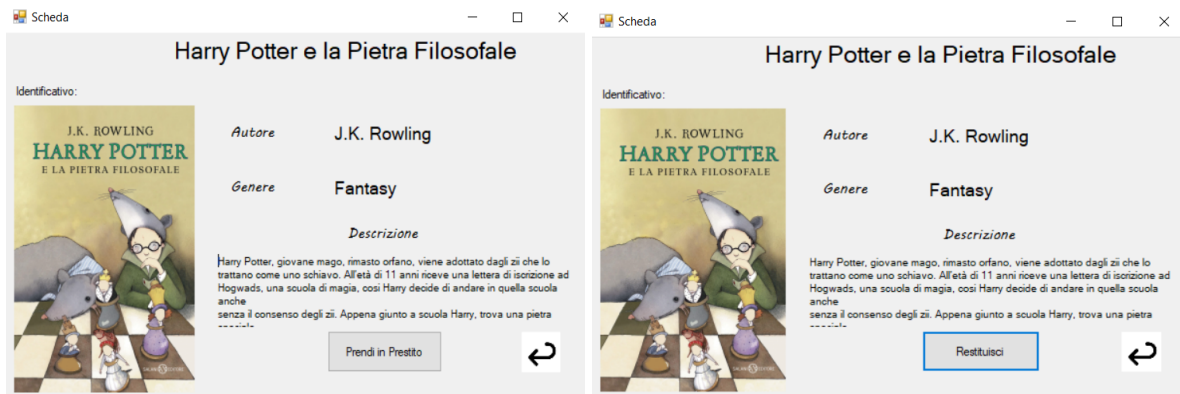 Scheda
Harry Potter e la Pietra Filosofale
Identificativo:
J.K. ROWLING
HARRY POTTER
E LA PIETRA FILOSOFALE
Autore
J.K. Rowling
Genere
Fantasy
Descrizione
Harry Potter, giovane mago, rimasto orfano, viene adottato dagli zii che lo
trattano come uno schiavo. All'età di 11 anni riceve una lettera di iscrizione ad
Hogwads, una scuola di magia, cosi Harry decide di andare in quella scuola
anche
senza il consenso degli zii. Appena giunto a scuola Harry, trova una pietra
Prendi in Prestito
Scheda
Harry Potter e la Pietra Filosofale
Identificativo:
J.K. ROWLING
HARRY POTTER
E LA PIETRA FILOSOFALE
Autore
J.K. Rowling
Genere
Fantasy
Descrizione
Harry Potter, giovane mago, rimasto orfano, viene adottato dagli zii che lo
trattano come uno schiavo. All'età di 11 anni riceve una lettera di iscrizione ad
Hogwads, una scuola di magia, cosi Harry decide di andare in quella scuola
anche
senza il consenso degli zii. Appena giunto a scuola Harry, trova una pietra
Restituisci